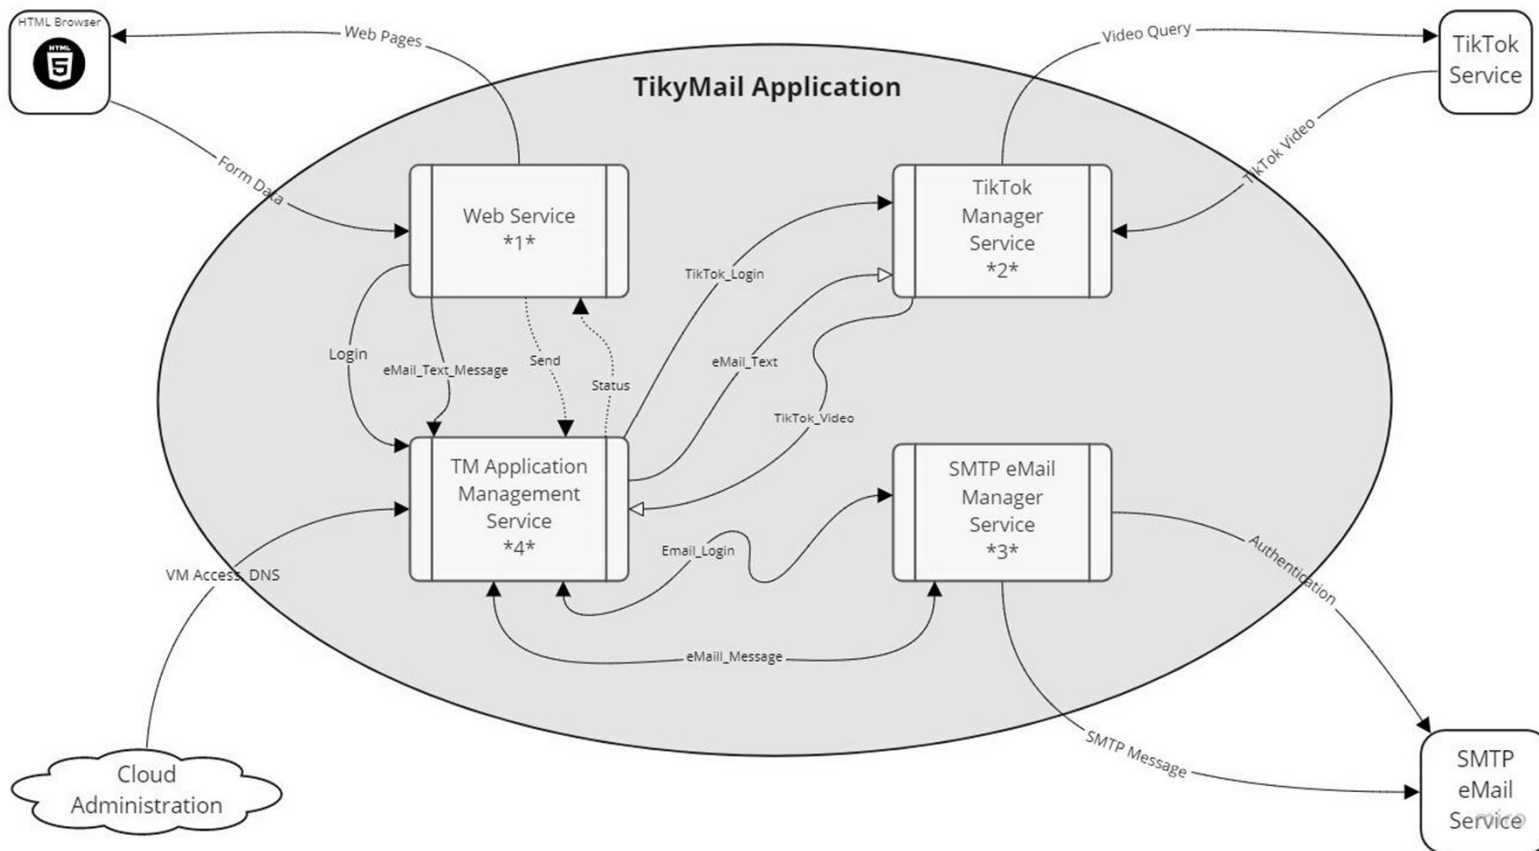 HTML Browser
HTML
5
Web Pages
Video Query
TikTok
Service
TikyMail Application
Form Data
TikTok Video
Web Service
*1*
TikTok
Manager
Service
*2*
TikTok_Login
Login
eMail_Text_Message
Send
Status
eMail_Text
TikTok_Video
TM Application
Management
Service
*4*
SMTP eMail
Manager
Service
*3*
Email_Login
Authentication
VM Access, DNS
eMaill_Message
SMTP Message
Cloud
Administration
SMTP
eMail
Service
miro